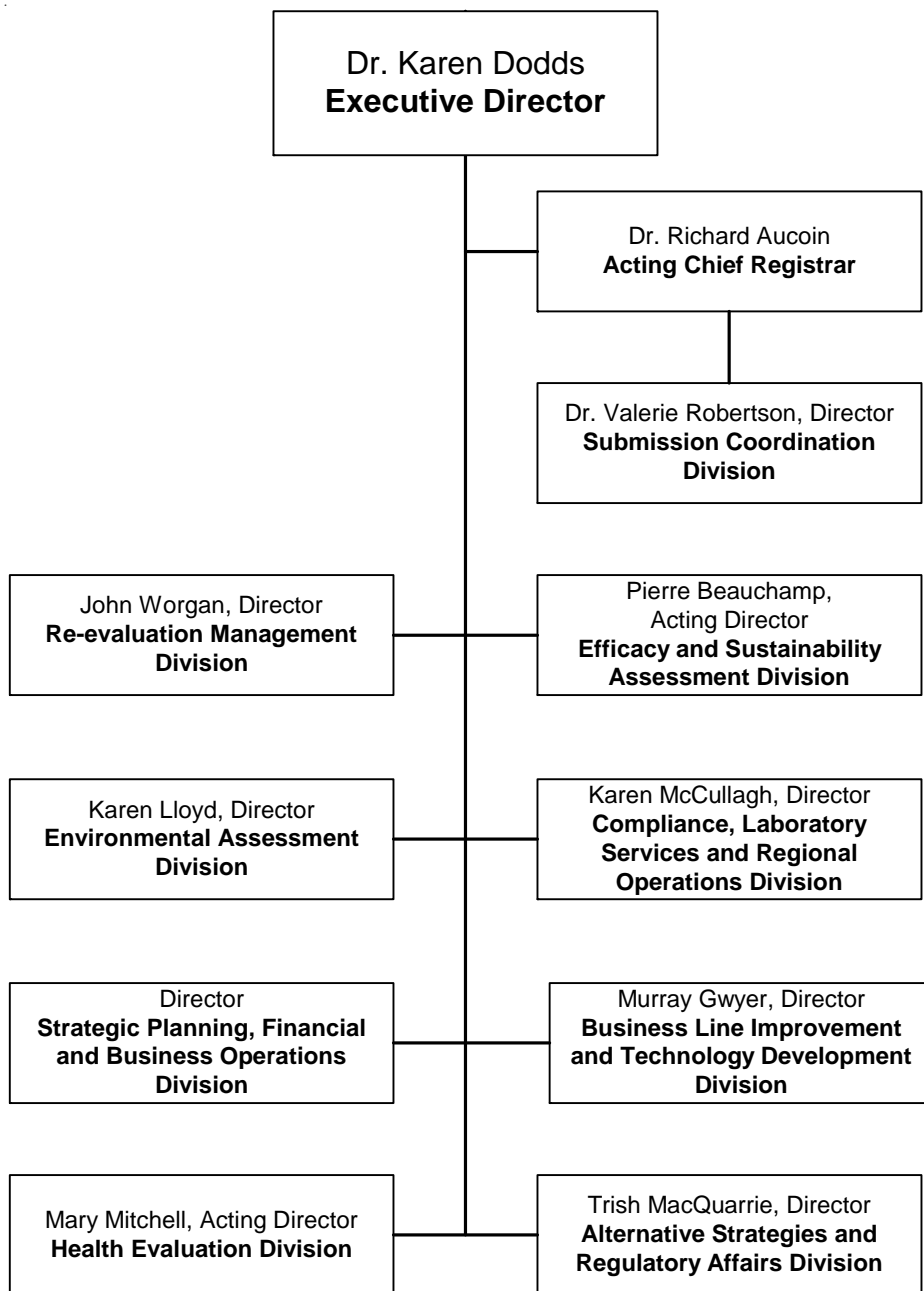 Dr. Karen Dodds
Executive Director
Dr. Richard Aucoin
Acting Chief Registrar
Dr. Valerie Robertson, Director
Submission Coordination
Division
John Worgan, Director
Re-evaluation Management
Division
Pierre Beauchamp,
Acting Director
Efficacy and Sustainability
Assessment Division
Karen Lloyd, Director
Environmental Assessment
Division
Karen McCullagh, Director
Compliance, Laboratory
Services and Regional
Operations Division
Director
Strategic Planning, Financial
and Business Operations
Division
Murray Gwyer, Director
Business Line Improvement
and Technology Development
Division
Mary Mitchell, Acting Director
Health Evaluation Division
Trish MacQuarrie, Director
Alternative Strategies and
Regulatory Affairs Division